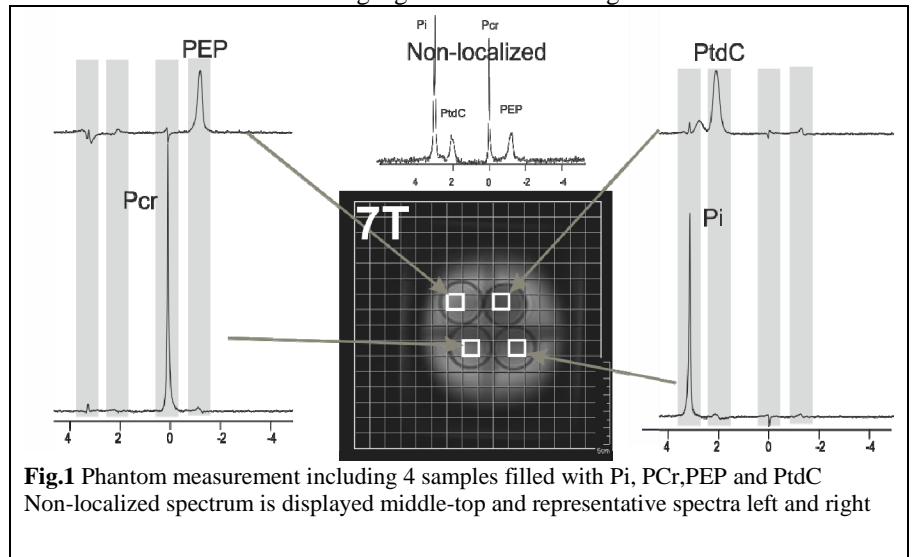 PEP
Pi
Pcr
Non-localized
PtdC
PEP
4 2 0 -2 -4
PtdC
Pcr
7T
Pi
4 2 0 -2 -4
4 2 0 -2 -4
Fig.1 Phantom measurement including 4 samples filled with Pi, PCr,PEP and PtdC
Non-localized spectrum is displayed middle-top and representative spectra left and right